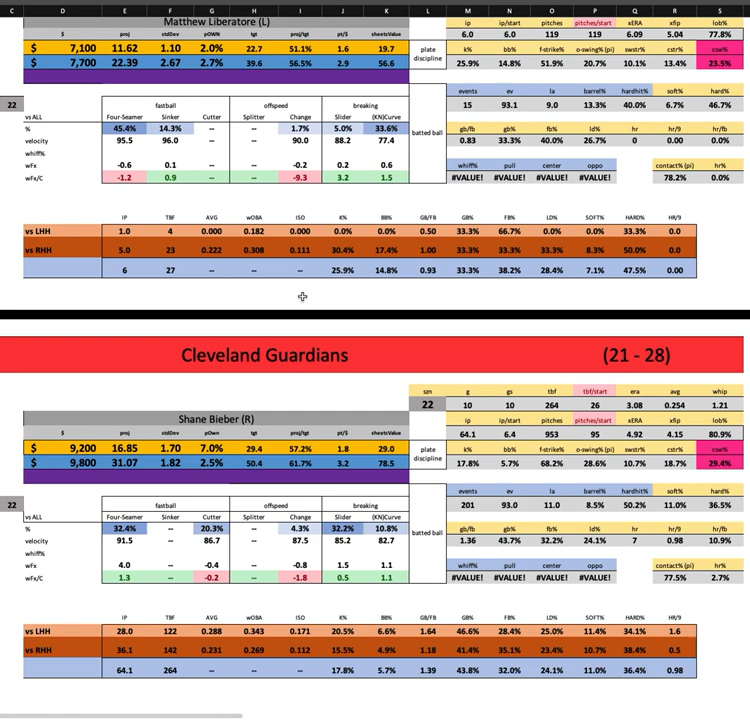 C D E F G H I J K L M N O P Q R S
Matthew Liberatore (L) ip ip/start pitches pitches/start xERA xfip lob%
$ proj stdDev pOWN tgt proj/tgt pt/$ sheetsValue 6.0 6.0 119 119 6.09 5.04 77.8%
$ 7,100 11.62 1.10 2.0% 22.7 51.1% 1.6 19.7 plate discipline k% bb% f-strike% o-swing% (pi) swstr% cstr% csw%
$ 7,700 22.39 2.67 2.7% 39.6 56.5% 2.9 56.6 25.9% 14.8% 51.9% 20.7% 10.1% 13.4% 23.5%
events ev la barrel% hardhit% soft% hard%
22 fastball offspeed breaking 15 93.1 9.0 13.3% 40.0% 6.7% 46.7%
vs ALL Four-Seamer Sinker Cutter Splitter Change Slider (KN)Curve
% 45.4% 14.3% -- -- 1.7% 5.0% 33.6% batted ball gb/fb gb% fb% ld% hr hr/9 hr/fb
velocity 95.5 96.0 -- -- 90.0 88.2 77.4 0.83 33.3% 40.0% 26.7% 0 0.00 0.0%
whiff%
wFx -0.6 0.1 -- -- -0.2 0.2 0.6 whiff% pull center oppo contact% (pi) hr%
wFx/C -1.2 0.9 -- -- -9.3 3.2 1.5 #VALUE! #VALUE! #VALUE! #VALUE! 78.2% 0.0%
IP TBF AVG wOBA ISO K% BB% GB/FB GB% FB% LD% SOFT% HARD% HR/9
vs LHH 1.0 4 0.000 0.182 0.000 0.0% 0.0% 0.50 33.3% 66.7% 0.0% 0.0% 33.3% 0.0
vs RHH 5.0 23 0.222 0.308 0.111 30.4% 17.4% 1.00 33.3% 33.3% 33.3% 8.3% 50.0% 0.0
6 27 -- -- -- 25.9% 14.8% 0.93 33.3% 38.2% 28.4% 7.1% 47.5% 0.00
Cleveland Guardians (21 - 28)
szn g gs tbf tbf/start era avg whip
22 10 10 264 26 3.08 0.254 1.21
Shane Bieber (R) ip ip/start pitches pitches/start xERA xfip lob%
$ proj stdDev pOwn tgt proj/tgt pt/$ sheetsValue 64.1 6.4 953 95 4.92 4.15 80.9%
$ 9,200 16.85 1.70 7.0% 29.4 57.2% 1.8 29.0 plate discipline k% bb% f-strike% o-swing% (pi) swstr% cstr% csw%
$ 9,800 31.07 1.82 2.5% 50.4 61.7% 3.2 78.5 17.8% 5.7% 68.2% 28.6% 10.7% 18.7% 29.4%
events ev la barrel% hardhit% soft% hard%
22 fastball offspeed breaking 201 93.0 11.0 8.5% 50.2% 11.0% 36.5%
vs ALL Four-Seamer Sinker Cutter Splitter Change Slider (KN)Curve
% 32.4% -- 20.3% -- 4.3% 32.2% 10.8% batted ball gb/fb gb% fb% ld% hr hr/9 hr/fb
velocity 91.5 -- 86.7 -- 87.5 85.2 82.7 1.36 43.7% 32.2% 24.1% 7 0.98 10.9%
whiff%
wFx 4.0 -- -0.4 -- -0.8 1.5 1.1 whiff% pull center oppo contact% (pi) hr%
wFx/C 1.3 -- -0.2 -- -1.8 0.5 1.1 #VALUE! #VALUE! #VALUE! #VALUE! 77.5% 2.7%
IP TBF AVG wOBA ISO K% BB% GB/FB GB% FB% LD% SOFT% HARD% HR/9
vs LHH 28.0 122 0.288 0.343 0.171 20.5% 6.6% 1.64 46.6% 28.4% 25.0% 11.4% 34.1% 1.6
vs RHH 36.1 142 0.231 0.269 0.112 15.5% 4.9% 1.18 41.4% 35.1% 23.4% 10.7% 38.4% 0.5
64.1 264 -- -- -- 17.8% 5.7% 1.39 43.8% 32.0% 24.1% 11.0% 36.4% 0.98